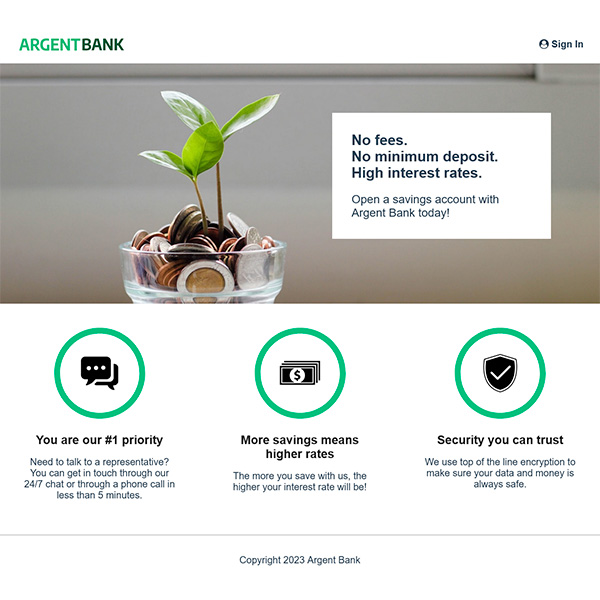 ARGENTBANK
Sign In
No fees.
No minimum deposit.
High interest rates.
Open a savings account with
Argent Bank today!
You are our #1 priority
Need to talk to a representative?
You can get in touch through our
24/7 chat or through a phone call in
less than 5 minutes.
More savings means
higher rates
The more you save with us, the
higher your interest rate will be!
Security you can trust
We use top of the line encryption to
make sure your data and money is
always safe.
Copyright 2023 Argent Bank